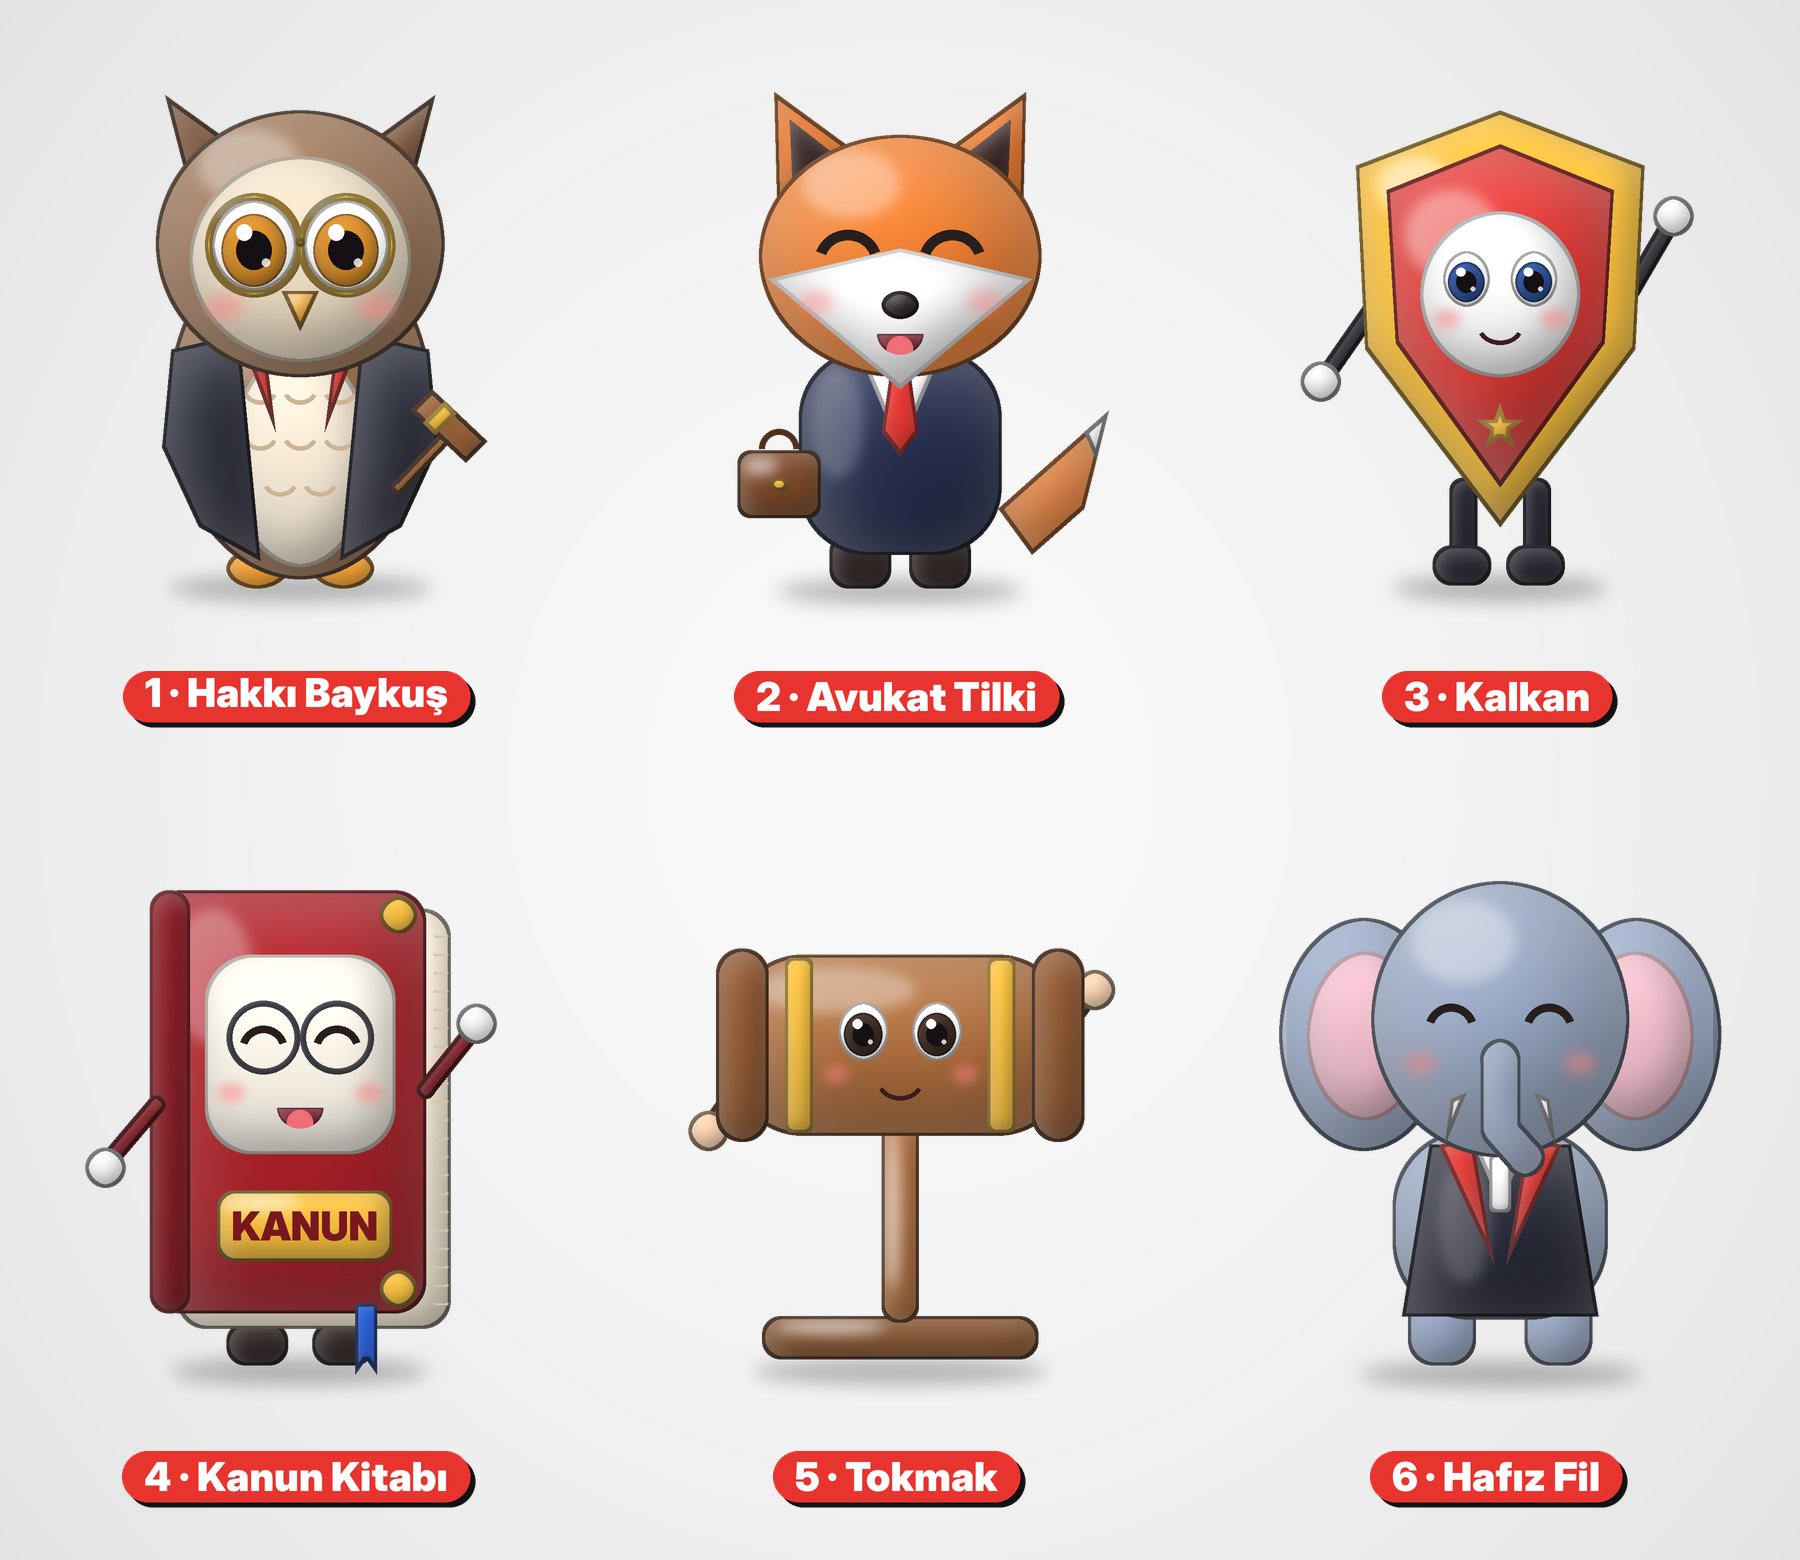 1 · Hakkı Baykuş
2 · Avukat Tilki
3 · Kalkan
KANUN
4 · Kanun Kitabı
5 · Tokmak
6 · Hafız Fil